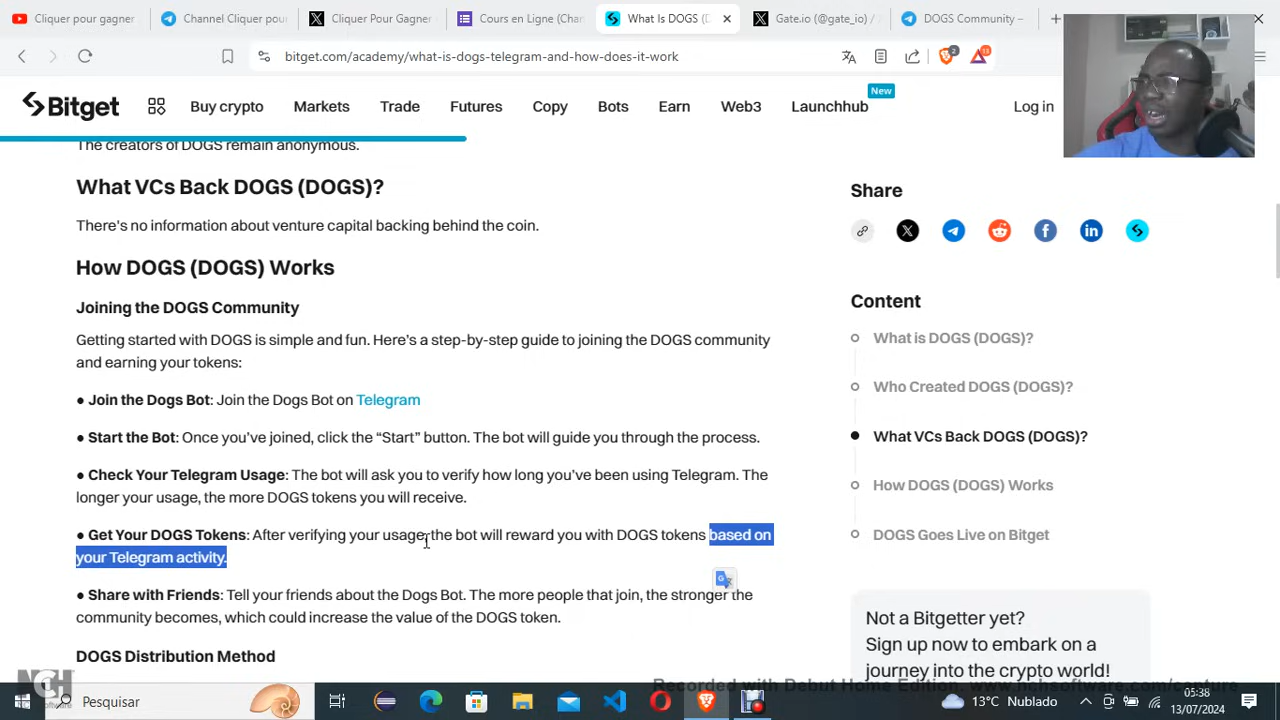 Cliquer pour gagner
Channel Cliquer pou
Cliquer Pour Gagner
Cours en Ligne (Chan
What Is DOGS (D
Gate.io (@gate_io) /
DOGS Community –
bitget.com/academy/what-is-dogs-telegram-and-how-does-it-work
2
13
Bitget
Buy crypto
Markets
Trade
Futures
Copy
Bots
Earn
Web3
Launchhub
New
Log in
The creators of DOGS remain anonymous.
What VCs Back DOGS (DOGS)?
There's no information about venture capital backing behind the coin.
How DOGS (DOGS) Works
Joining the DOGS Community
Getting started with DOGS is simple and fun. Here's a step-by-step guide to joining the DOGS community
and earning your tokens:
● Join the Dogs Bot: Join the Dogs Bot on Telegram
● Start the Bot: Once you've joined, click the “Start” button. The bot will guide you through the process.
● Check Your Telegram Usage: The bot will ask you to verify how long you've been using Telegram. The
longer your usage, the more DOGS tokens you will receive.
● Get Your DOGS Tokens: After verifying your usage, the bot will reward you with DOGS tokens based on
your Telegram activity.
● Share with Friends: Tell your friends about the Dogs Bot. The more people that join, the stronger the
community becomes, which could increase the value of the DOGS token.
DOGS Distribution Method
Share
Content
What is DOGS (DOGS)?
Who Created DOGS (DOGS)?
What VCs Back DOGS (DOGS)?
How DOGS (DOGS) Works
DOGS Goes Live on Bitget
Not a Bitgetter yet?
Sign up now to embark on a
journey into the crypto world!
NCH
Software
Recorded with Debut Home Edition. www.nchsoftware.com/capture
Pesquisar
13°C Nublado
05:38
13/07/2024